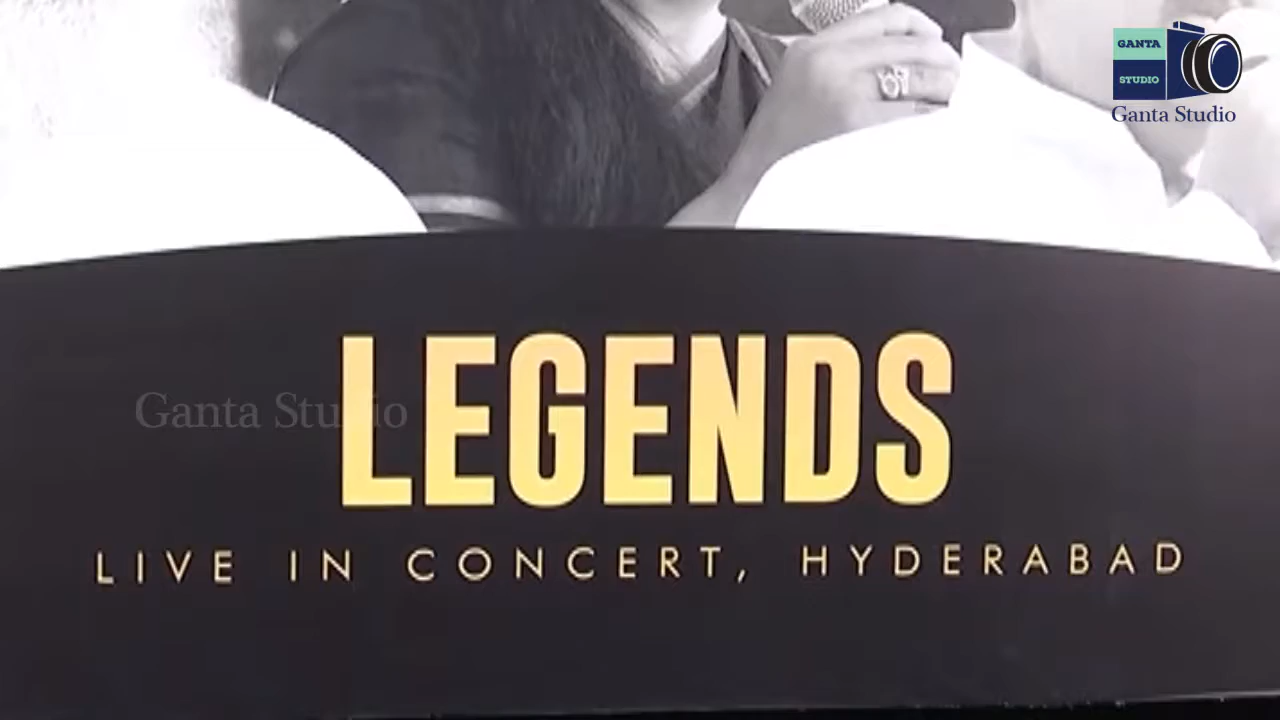 GANTA
STUDIO
Ganta Studio
LEGENDS
Ganta Studio
LIVE IN CONCERT, HYDERABAD